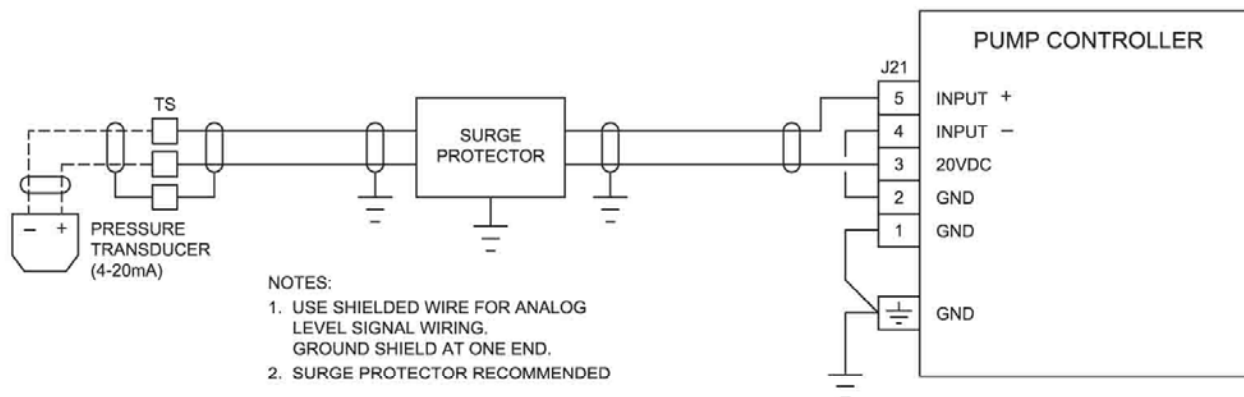 PUMP CONTROLLER
J21
5 INPUT +
4 INPUT −
3 20VDC
2 GND
1 GND
GND
TS
SURGE
PROTECTOR
− +
PRESSURE
TRANSDUCER
(4-20mA)
NOTES:
1. USE SHIELDED WIRE FOR ANALOG
LEVEL SIGNAL WIRING.
GROUND SHIELD AT ONE END.
2. SURGE PROTECTOR RECOMMENDED